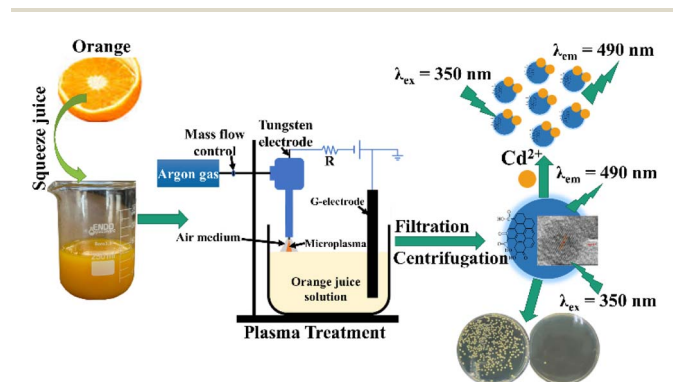 Orange
Squeeze juice
ENDO
Mass flow
control
Tungsten
electrode
R
Argon gas
G-electrode
Air medium
Microplasma
Orange juice
solution
Plasma Treatment
Filtration
Centrifugation
λex = 350 nm
λem = 490 nm
Cd2+
λem = 490 nm
λex = 350 nm